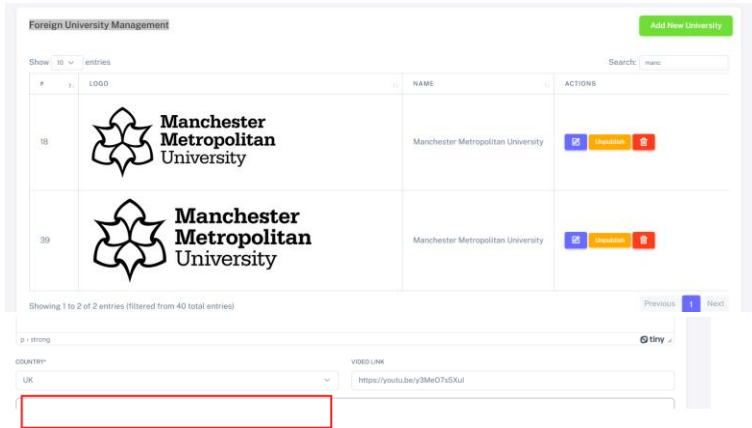 Foreign University Management
Add New University
Show 10 entries
Search: manc
# LOGO NAME ACTIONS
18 Manchester Metropolitan University Manchester Metropolitan University Unpublish
39 Manchester Metropolitan University Manchester Metropolitan University Unpublish
Showing 1 to 2 of 2 entries (filtered from 40 total entries)
Previous 1 Next
p › strong
tiny
COUNTRY* VIDEO LINK
UK https://youtu.be/y3MeO7s5XuI